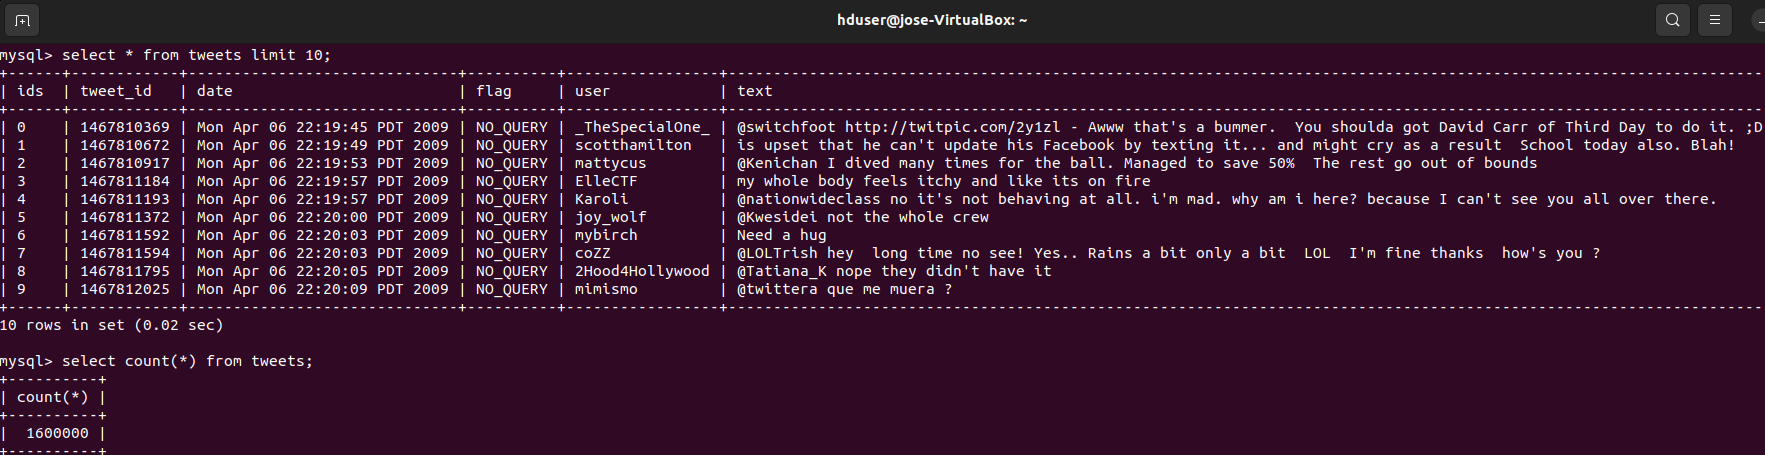 hduser@jose-VirtualBox: ~
mysql> select * from tweets limit 10;
+------+------------+------------------------------+----------+-----------------+--------------------------------------------------------------------------------------------------------------------
| ids  | tweet_id   | date                         | flag     | user            | text
+------+------------+------------------------------+----------+-----------------+--------------------------------------------------------------------------------------------------------------------
| 0    | 1467810369 | Mon Apr 06 22:19:45 PDT 2009 | NO_QUERY | _TheSpecialOne_ | @switchfoot http://twitpic.com/2y1zl - Awww that's a bummer.  You shoulda got David Carr of Third Day to do it. ;D
| 1    | 1467810672 | Mon Apr 06 22:19:49 PDT 2009 | NO_QUERY | scotthamilton   | is upset that he can't update his Facebook by texting it... and might cry as a result  School today also. Blah!
| 2    | 1467810917 | Mon Apr 06 22:19:53 PDT 2009 | NO_QUERY | mattycus        | @Kenichan I dived many times for the ball. Managed to save 50%  The rest go out of bounds
| 3    | 1467811184 | Mon Apr 06 22:19:57 PDT 2009 | NO_QUERY | ElleCTF         | my whole body feels itchy and like its on fire
| 4    | 1467811193 | Mon Apr 06 22:19:57 PDT 2009 | NO_QUERY | Karoli          | @nationwideclass no it's not behaving at all. i'm mad. why am i here? because I can't see you all over there.
| 5    | 1467811372 | Mon Apr 06 22:20:00 PDT 2009 | NO_QUERY | joy_wolf        | @Kwesidei not the whole crew
| 6    | 1467811592 | Mon Apr 06 22:20:03 PDT 2009 | NO_QUERY | mybirch         | Need a hug
| 7    | 1467811594 | Mon Apr 06 22:20:03 PDT 2009 | NO_QUERY | coZZ            | @LOLTrish hey  long time no see! Yes.. Rains a bit only a bit  LOL  I'm fine thanks  how's you ?
| 8    | 1467811795 | Mon Apr 06 22:20:05 PDT 2009 | NO_QUERY | 2Hood4Hollywood | @Tatiana_K nope they didn't have it
| 9    | 1467812025 | Mon Apr 06 22:20:09 PDT 2009 | NO_QUERY | mimismo         | @twittera que me muera ?
+------+------------+------------------------------+----------+-----------------+--------------------------------------------------------------------------------------------------------------------
10 rows in set (0.02 sec)
mysql> select count(*) from tweets;
+----------+
| count(*) |
+----------+
|  1600000 |
+----------+